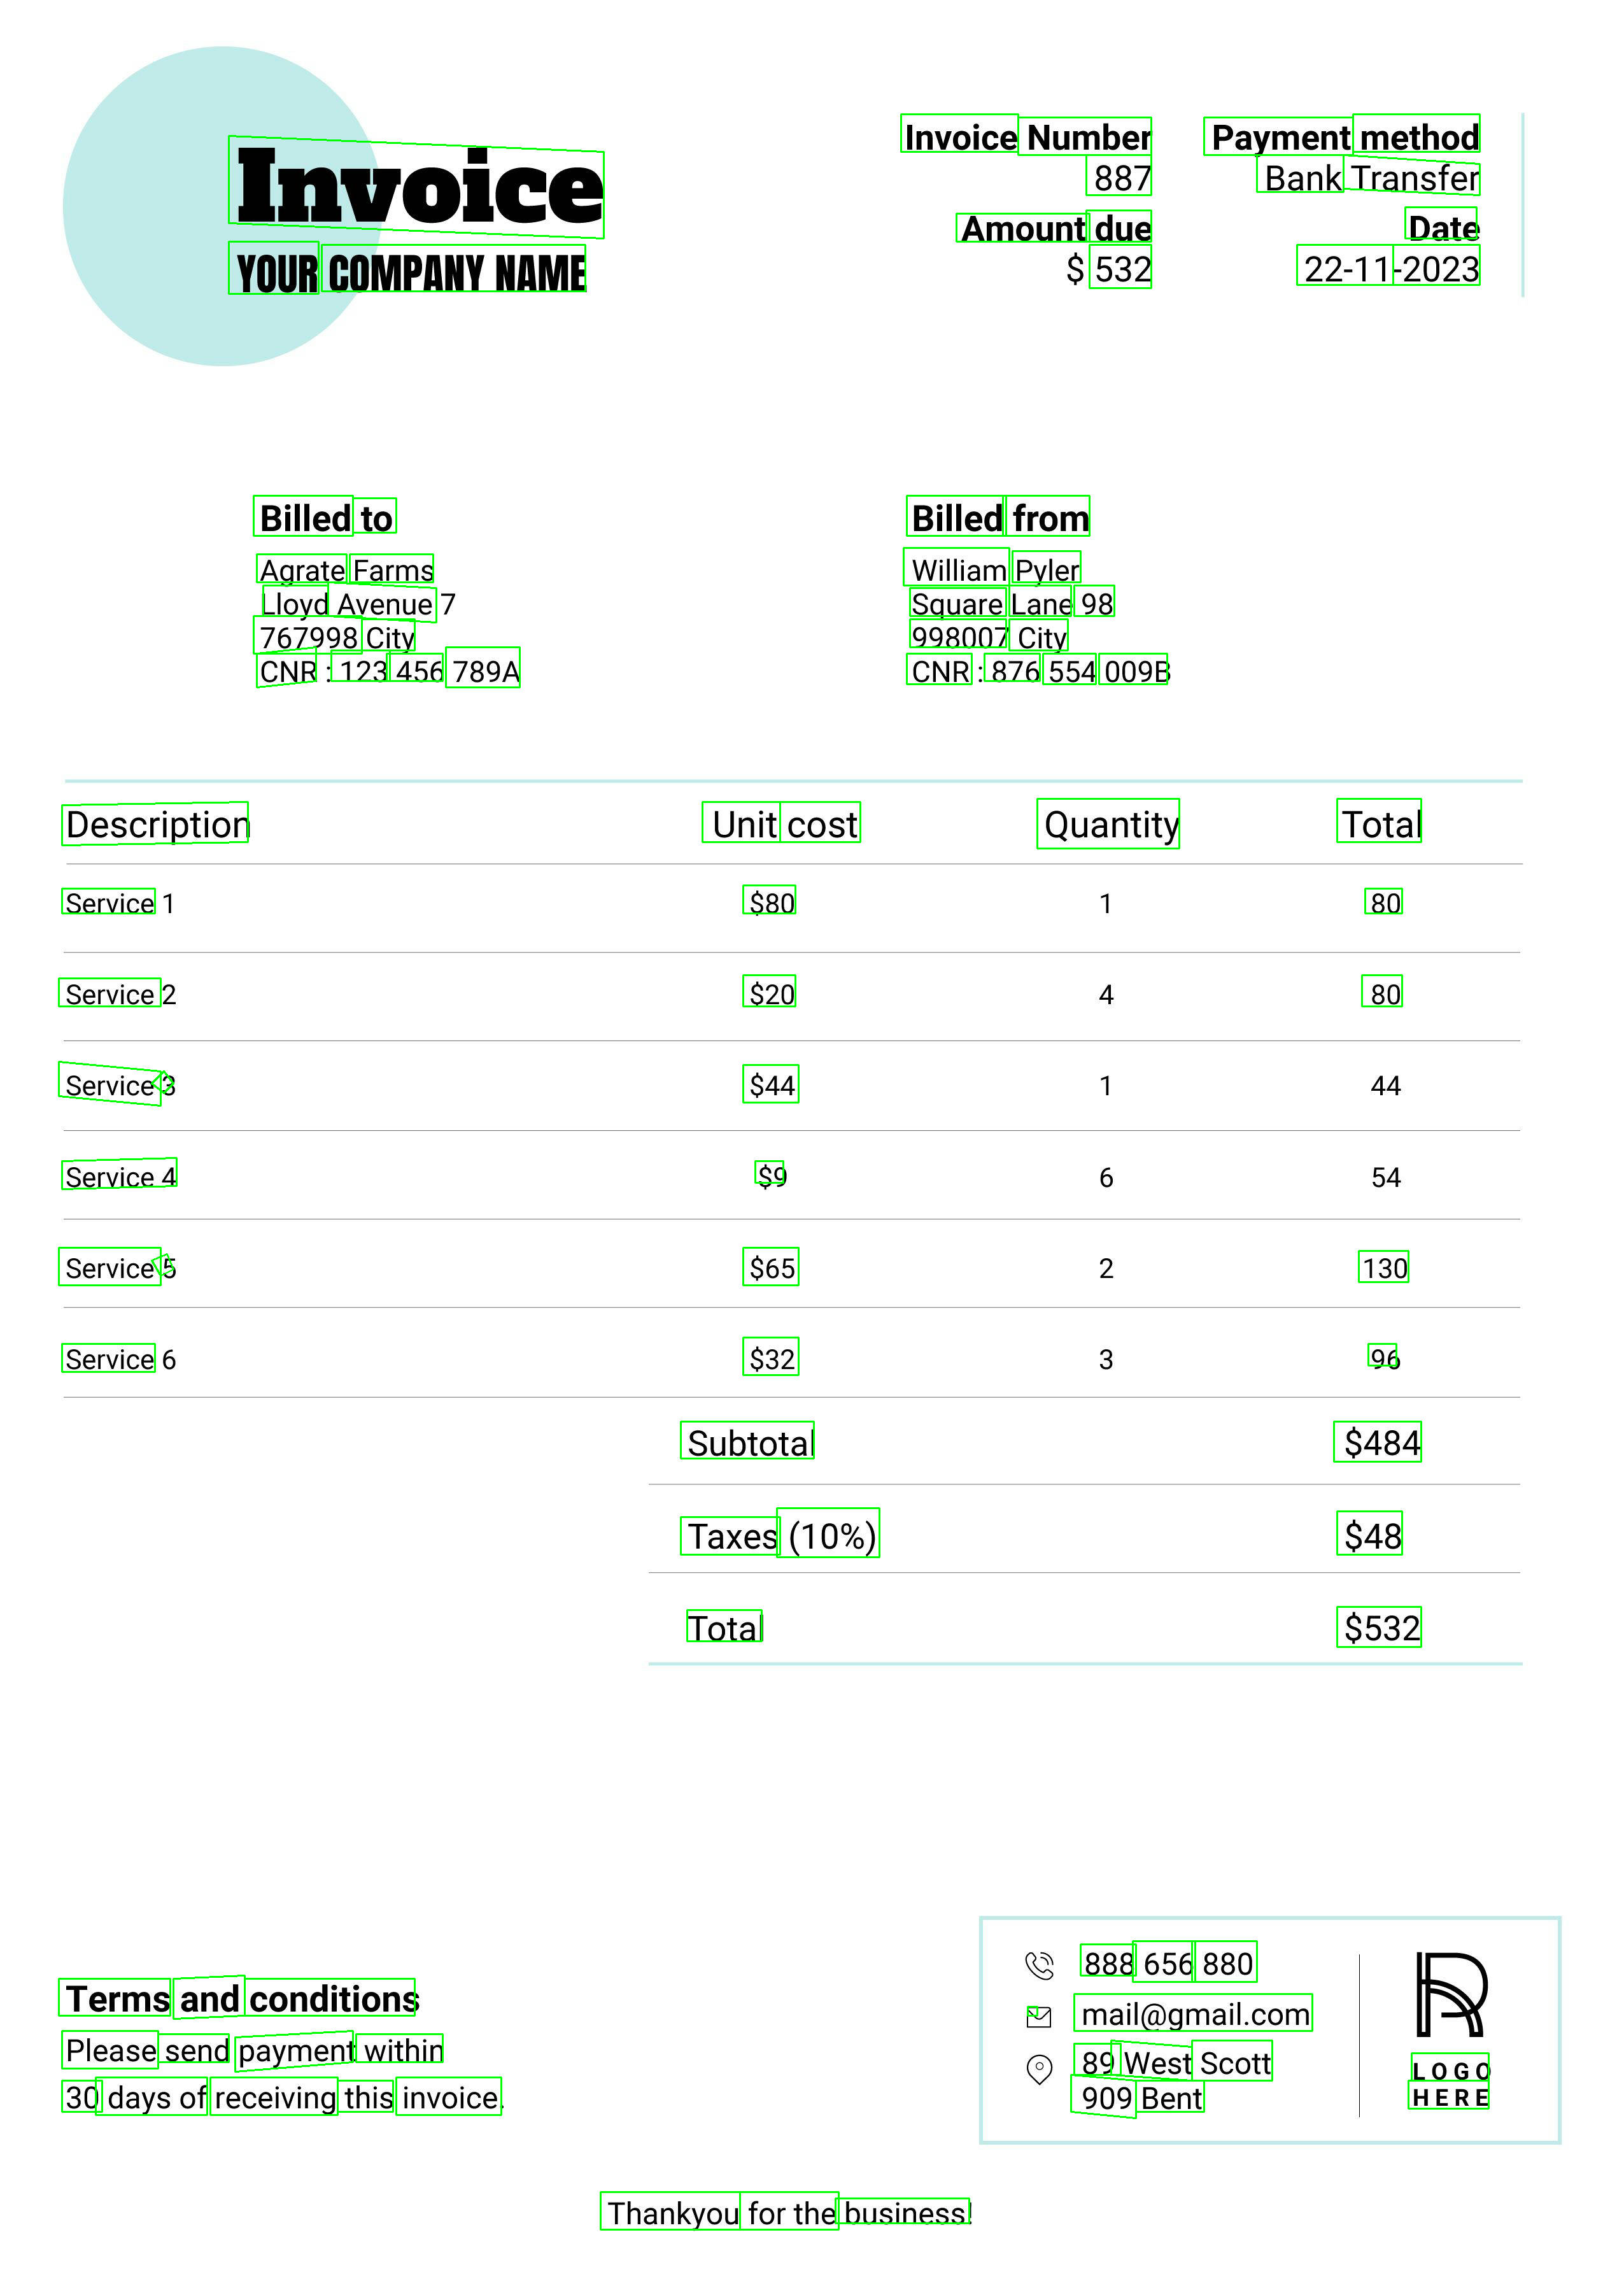 Invoice
YOUR COMPANY NAME
Invoice Number
887
Amount due
$ 532
Payment method
Bank Transfer
Date
22-11-2023
Billed to
Agrate Farms
Lloyd Avenue 7
767998 City
CNR : 123 456 789A
Billed from
William Pyler
Square Lane 98
998007 City
CNR : 876 554 009B
Description Unit cost Quantity Total
Service 1 $80 1 80
Service 2 $20 4 80
Service 3 $44 1 44
Service 4 $9 6 54
Service 5 $65 2 130
Service 6 $32 3 96
Subtotal $484
Taxes (10%) $48
Total $532
Terms and conditions
Please send payment within
30 days of receiving this invoice.
888 656 880
mail@gmail.com
89 West Scott
909 Bent
LOGO
HERE
Thankyou for the business!